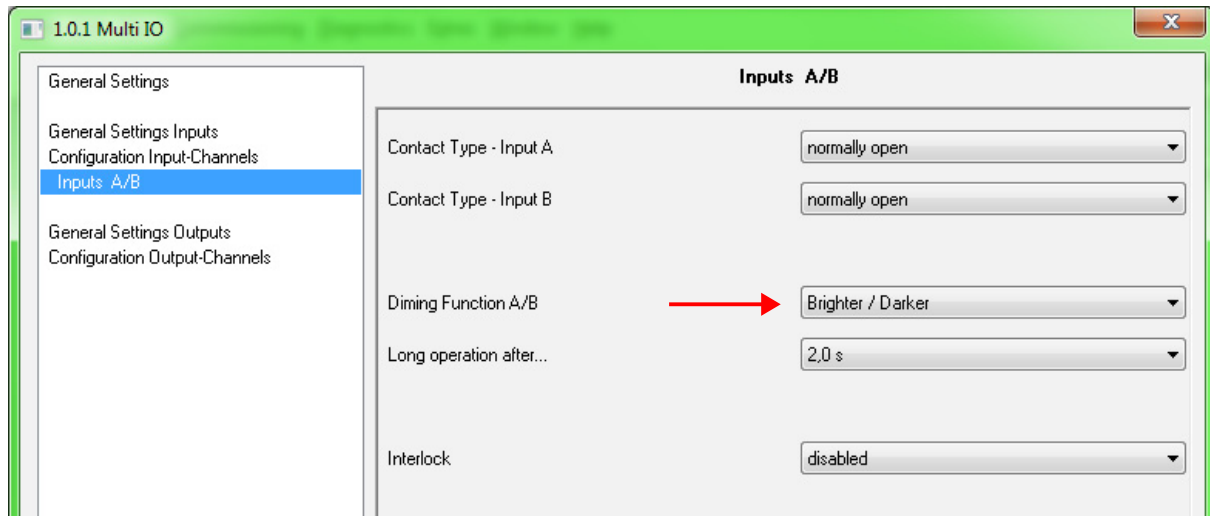 1.0.1 Multi IO
General Settings
General Settings Inputs
Configuration Input-Channels
Inputs A/B
General Settings Outputs
Configuration Output-Channels
Inputs A/B
Contact Type - Input A
normally open
Contact Type - Input B
normally open
Diming Function A/B
Brighter / Darker
Long operation after...
2,0 s
Interlock
disabled